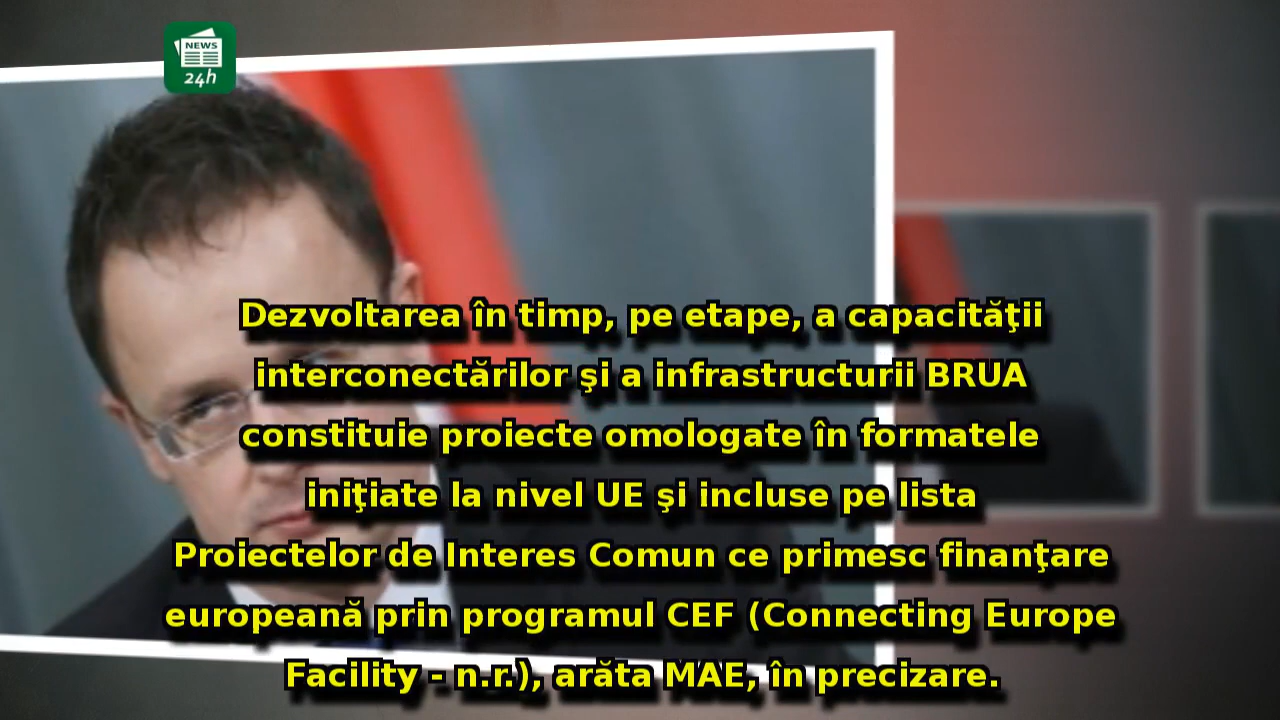 NEWS
24h
Dezvoltarea în timp, pe etape, a capacităţii
interconectărilor şi a infrastructurii BRUA
constituie proiecte omologate în formatele
iniţiate la nivel UE şi incluse pe lista
Proiectelor de Interes Comun ce primesc finanţare
europeană prin programul CEF (Connecting Europe
Facility - n.r.), arăta MAE, în precizare.